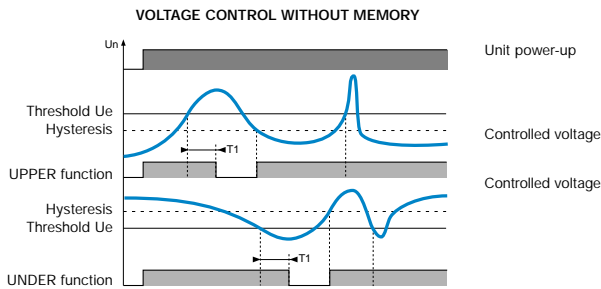 VOLTAGE CONTROL WITHOUT MEMORY
Un
Unit power-up
Threshold Ue
Hysteresis
Controlled voltage
T1
UPPER function
Controlled voltage
Hysteresis
Threshold Ue
T1
UNDER function